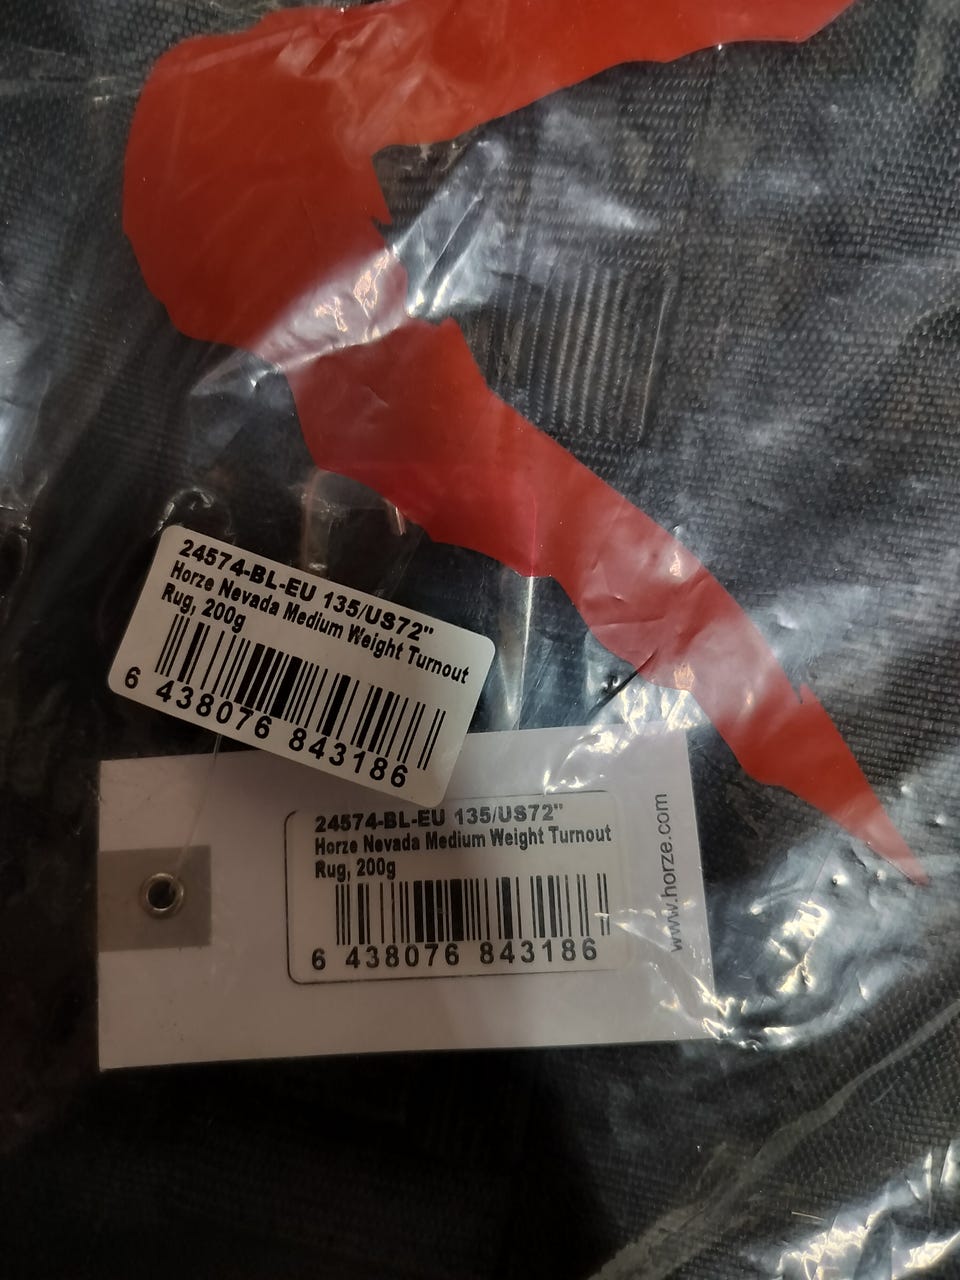 24574-BL-EU 135/US72"
Horze Nevada Medium Weight Turnout
Rug, 200g
6 438076 843186
24574-BL-EU 135/US72"
Horze Nevada Medium Weight Turnout
Rug, 200g
6 438076 843186
www.horze.com